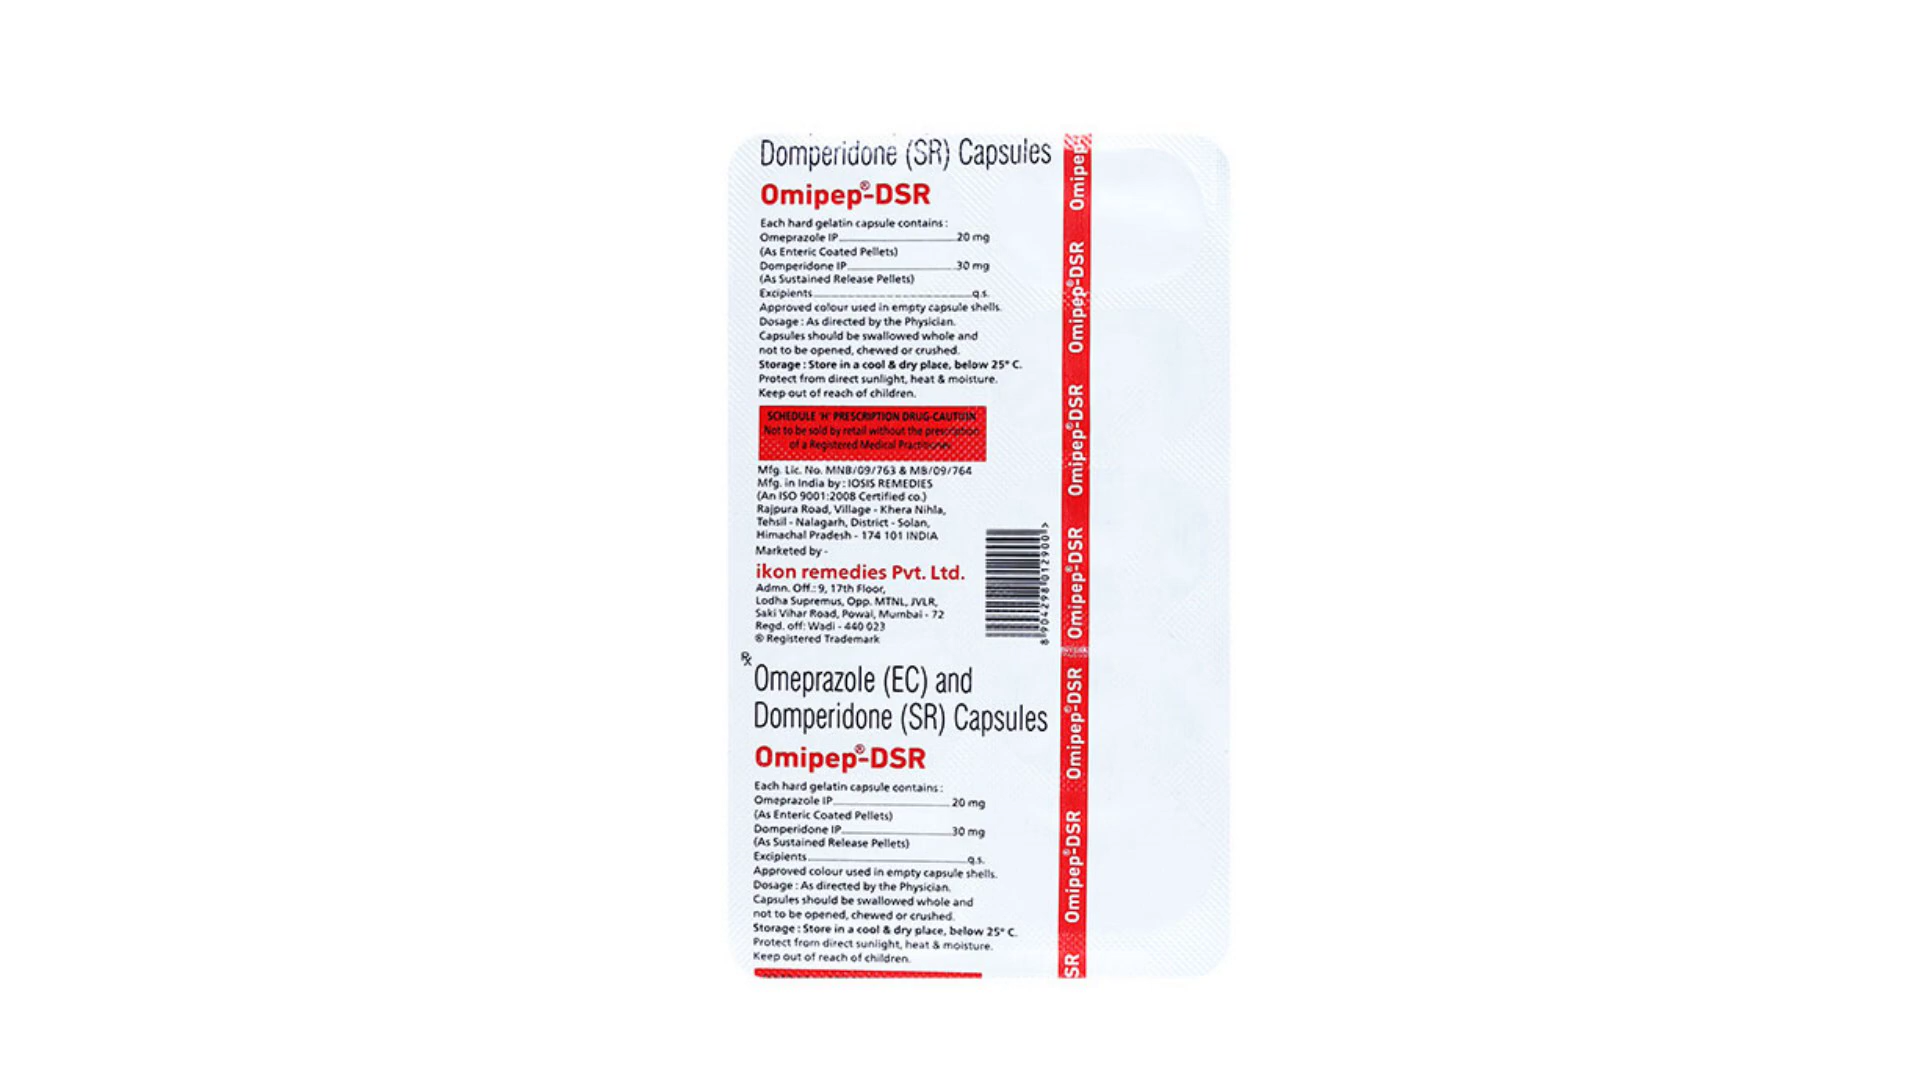 Domperidone (SR) Capsules
Omipep®-DSR
Each hard gelatin capsule contains :
Omeprazole IP 20 mg
(As Enteric Coated Pellets)
Domperidone IP 30 mg
(As Sustained Release Pellets)
Excipients q.s.
Approved colour used in empty capsule shells.
Dosage : As directed by the Physician.
Capsules should be swallowed whole and
not to be opened, chewed or crushed.
Storage : Store in a cool & dry place, below 25° C.
Protect from direct sunlight, heat & moisture.
Keep out of reach of children.
SCHEDULE 'H' PRESCRIPTION DRUG-CAUTION
Not to be sold by retail without the prescription
of a Registered Medical Practitioner
Mfg. Lic. No. MNB/09/763 & MB/09/764
Mfg. in India by : IOSIS REMEDIES
(An ISO 9001:2008 Certified co.)
Rajpura Road, Village - Khera Nihla,
Tehsil - Nalagarh, District - Solan,
Himachal Pradesh - 174 101 INDIA
Marketed by -
ikon remedies Pvt. Ltd.
Admn. Off.: 9, 17th Floor,
Lodha Supremus, Opp. MTNL, JVLR,
Saki Vihar Road, Powai, Mumbai - 72
Regd. off: Wadi - 440 023
® Registered Trademark
8 904298 012900 >
Rx
Omeprazole (EC) and
Domperidone (SR) Capsules
Omipep®-DSR
Each hard gelatin capsule contains :
Omeprazole IP 20 mg
(As Enteric Coated Pellets)
Domperidone IP 30 mg
(As Sustained Release Pellets)
Excipients q.s.
Approved colour used in empty capsule shells.
Dosage : As directed by the Physician.
Capsules should be swallowed whole and
not to be opened, chewed or crushed.
Storage : Store in a cool & dry place, below 25° C.
Protect from direct sunlight, heat & moisture.
Keep out of reach of children.
Omipep
Omipep®-DSR
Omipep®-DSR
Omipep®-DSR
Omipep®-DSR
Omipep®-DSR
SR